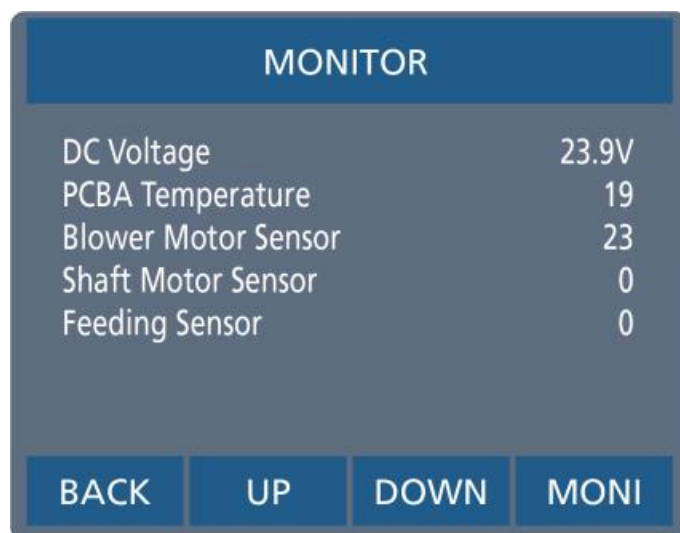 MONITOR
DC Voltage 23.9V
PCBA Temperature 19
Blower Motor Sensor 23
Shaft Motor Sensor 0
Feeding Sensor 0
BACK UP DOWN MONI